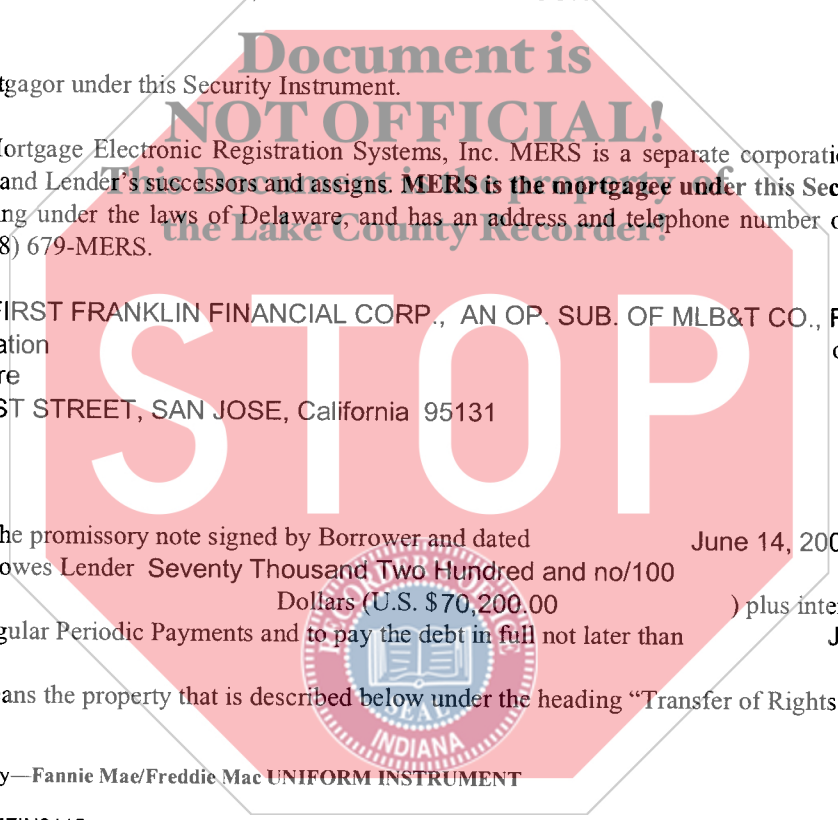 Document is
tgagor under this Security Instrument.
NOT OFFICIAL!
Mortgage Electronic Registration Systems, Inc. MERS is a separate corporati
This Document is the property of
and Lender's successors and assigns. MERS is the mortgagee under this Sec
ng under the laws of Delaware, and has an address and telephone number o
the Lake County Recorder!
8) 679-MERS.
FIRST FRANKLIN FINANCIAL CORP., AN OP. SUB. OF MLB&T CO., F
ation
re
ST STREET, SAN JOSE, California 95131
STOP
he promissory note signed by Borrower and dated June 14, 200
owes Lender Seventy Thousand Two Hundred and no/100
Dollars (U.S. $70,200.00 ) plus inte
gular Periodic Payments and to pay the debt in full not later than J
ans the property that is described below under the heading “Transfer of Rights
SEAL
INDIANA
y—Fannie Mae/Freddie Mac UNIFORM INSTRUMENT